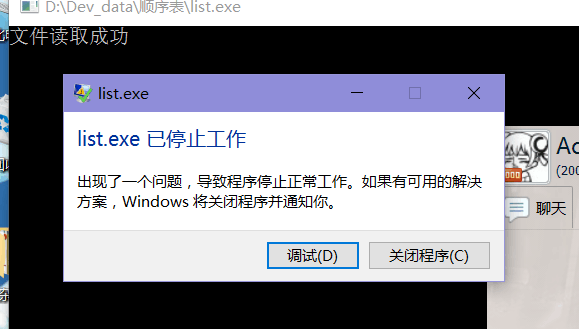 D:\Dev_data\顺序表\list.exe
文件读取成功
list.exe
list.exe 已停止工作
出现了一个问题，导致程序停止正常工作。如果有可用的解决
方案，Windows 将关闭程序并通知你。
调试(D)
关闭程序(C)
(200
聊天